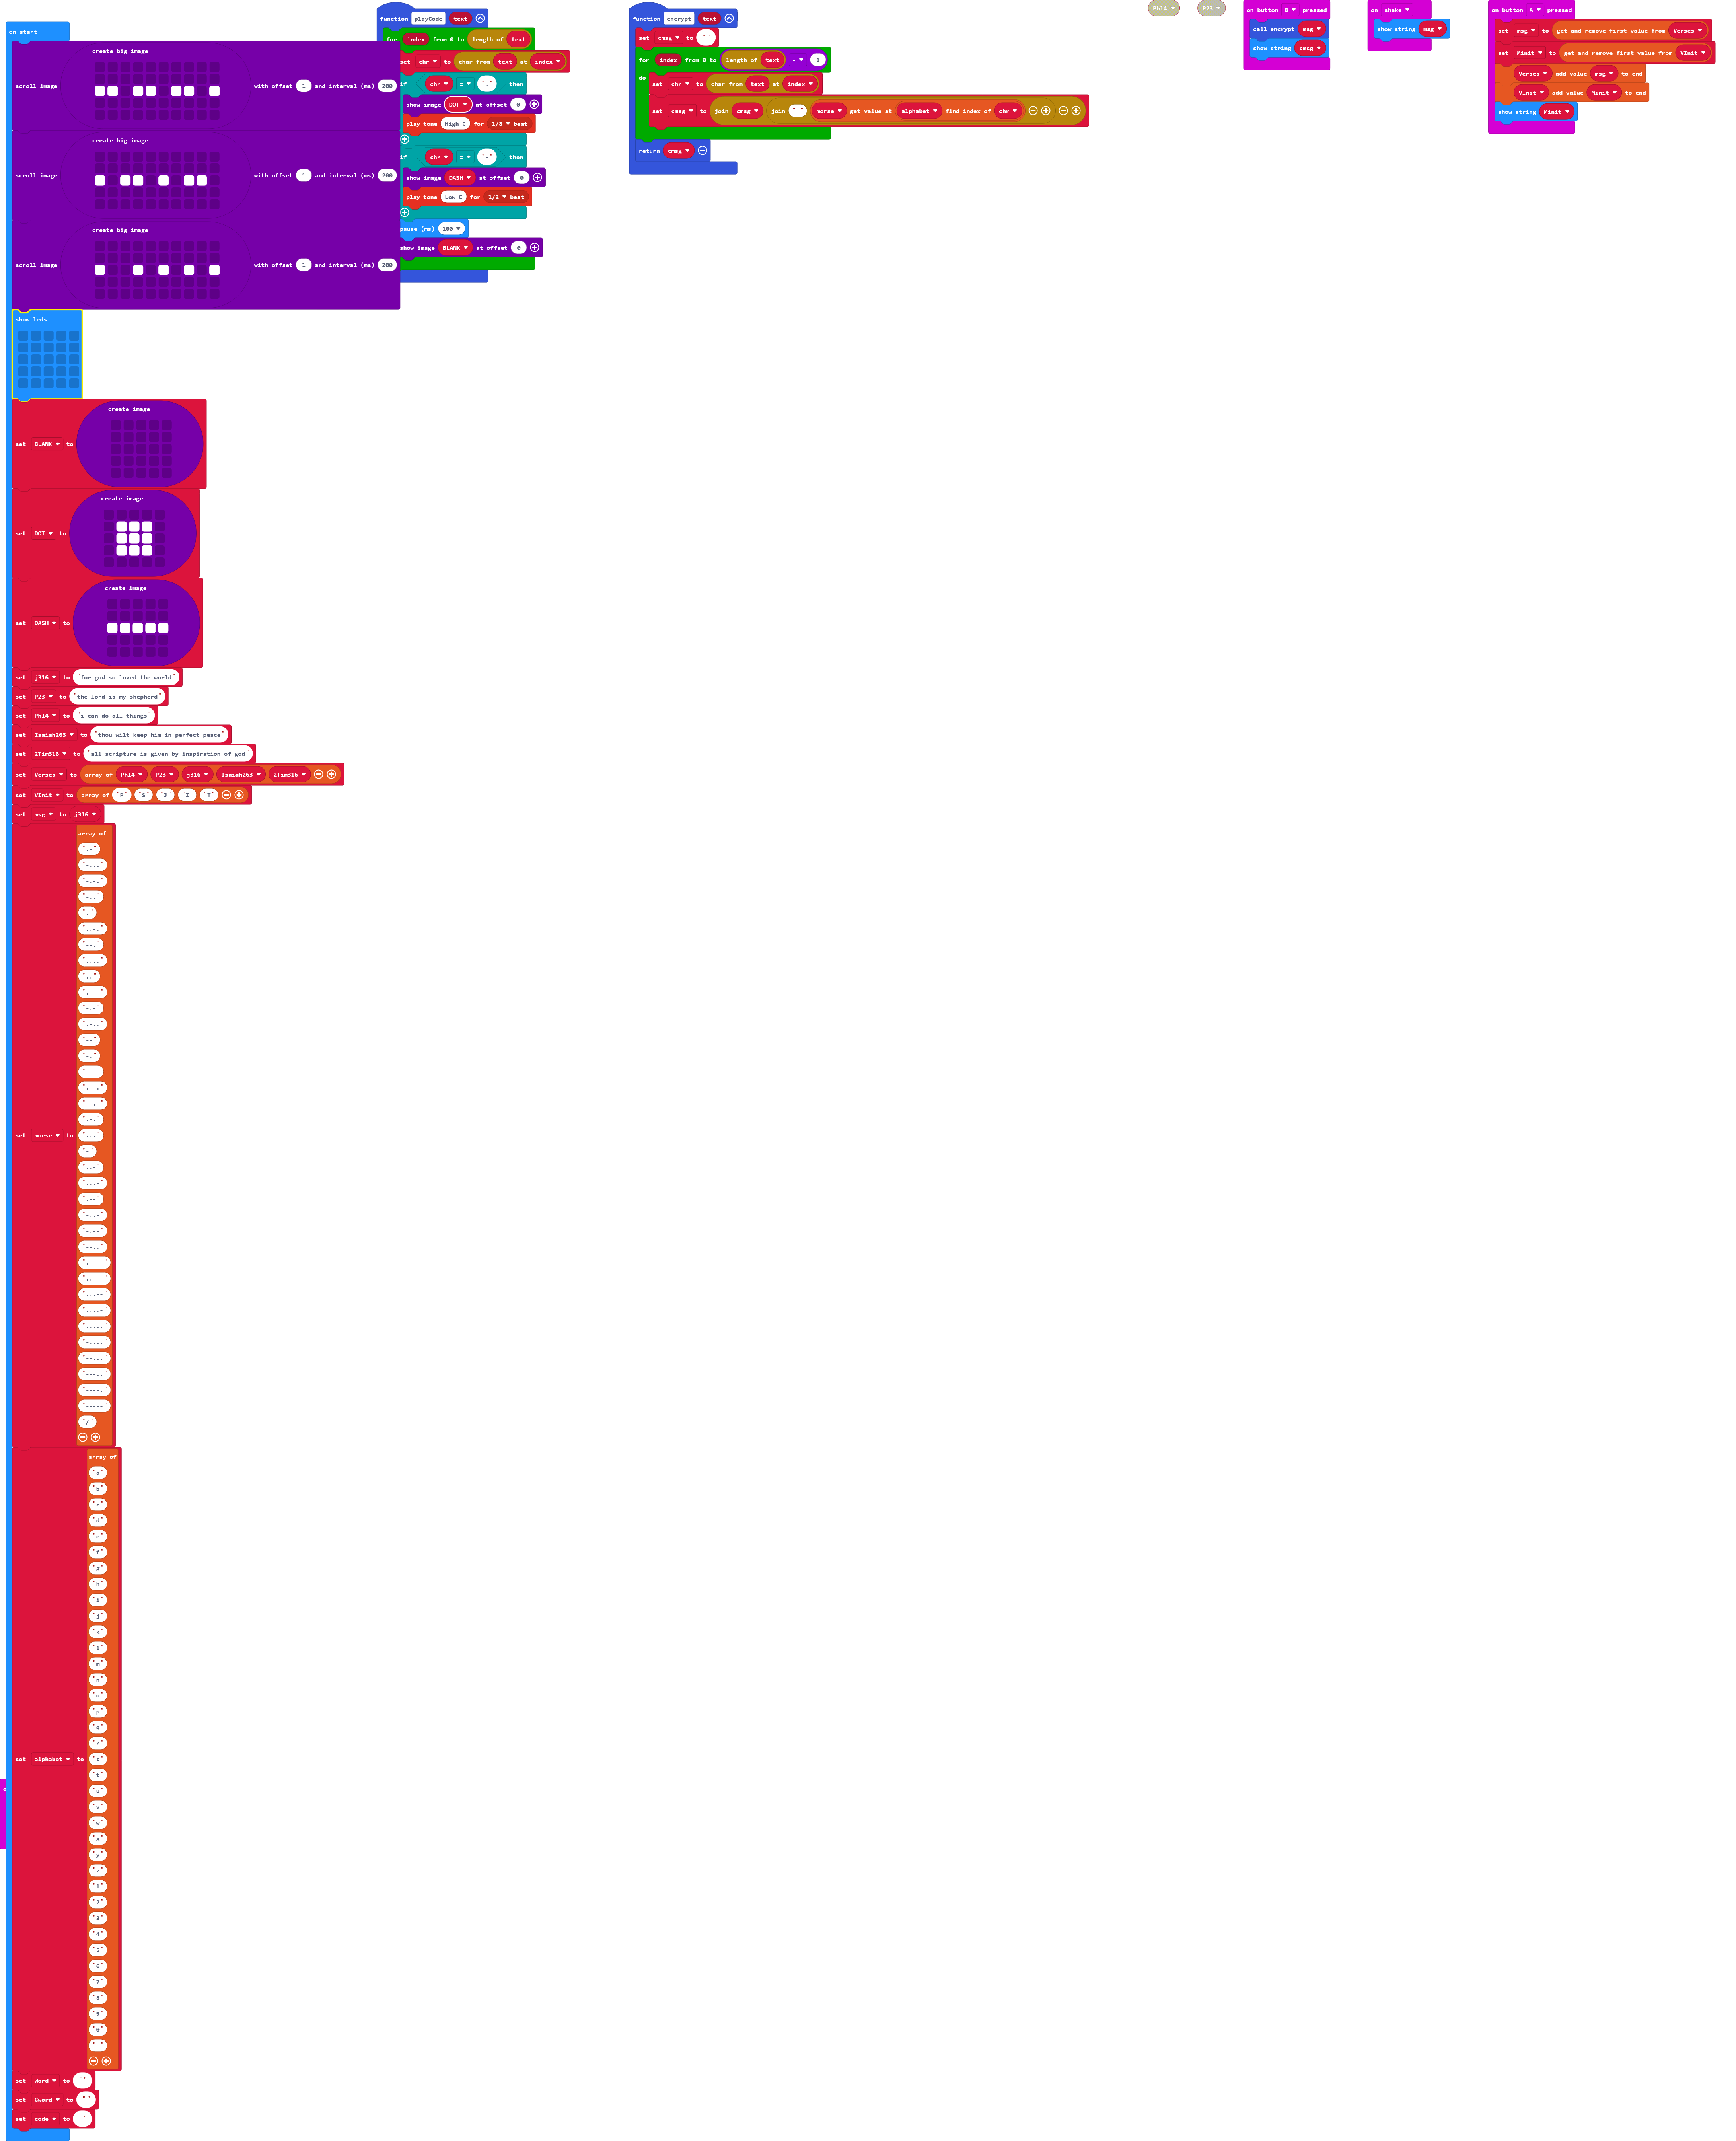 on start
create big image
scroll image with offset 1 and interval (ms) 200
create big image
scroll image with offset 1 and interval (ms) 200
create big image
scroll image with offset 1 and interval (ms) 200
show leds
create image
set BLANK to
create image
set DOT to
create image
set DASH to
set j316 to "for god so loved the world"
set P23 to "the lord is my shepherd"
set Phl4 to "i can do all things"
set Isaiah263 to "thou wilt keep him in perfect peace"
set 2Tim316 to "all scripture is given by inspiration of god"
set Verses to array of Phl4 P23 j316 Isaiah263 2Tim316
set VInit to array of "P" "S" "J" "I" "T"
set msg to j316
set morse to
array of
".-"
"-..."
"-.-."
"-.."
"."
"..-."
"--."
"...."
".."
".---"
"-.-"
".-.."
"--"
"-."
"---"
".--."
"--.-"
".-."
"..."
"-"
"..-"
"...-"
".--"
"-..-"
"-.--"
"--.."
".----"
"..---"
"...--"
"....-"
"....."
"-...."
"--..."
"---.."
"----."
"-----"
"/"
set alphabet to
array of
"a"
"b"
"c"
"d"
"e"
"f"
"g"
"h"
"i"
"j"
"k"
"l"
"m"
"n"
"o"
"p"
"q"
"r"
"s"
"t"
"u"
"v"
"w"
"x"
"y"
"z"
"1"
"2"
"3"
"4"
"5"
"6"
"7"
"8"
"9"
"0"
" "
set Word to ""
set Cword to ""
set code to ""
function playCode text
for index from 0 to length of text
set chr to char from text at index
if chr = "." then
show image DOT at offset 0
play tone High C for 1/8 beat
if chr = "-" then
show image DASH at offset 0
play tone Low C for 1/2 beat
pause (ms) 100
show image BLANK at offset 0
function encrypt text
set cmsg to ""
for index from 0 to length of text - 1
do
set chr to char from text at index
set cmsg to join cmsg join " " morse get value at alphabet find index of chr
return cmsg
Phl4
P23
on button B pressed
call encrypt msg
show string cmsg
on shake
show string msg
on button A pressed
set msg to get and remove first value from Verses
set Minit to get and remove first value from VInit
Verses add value msg to end
VInit add value Minit to end
show string Minit